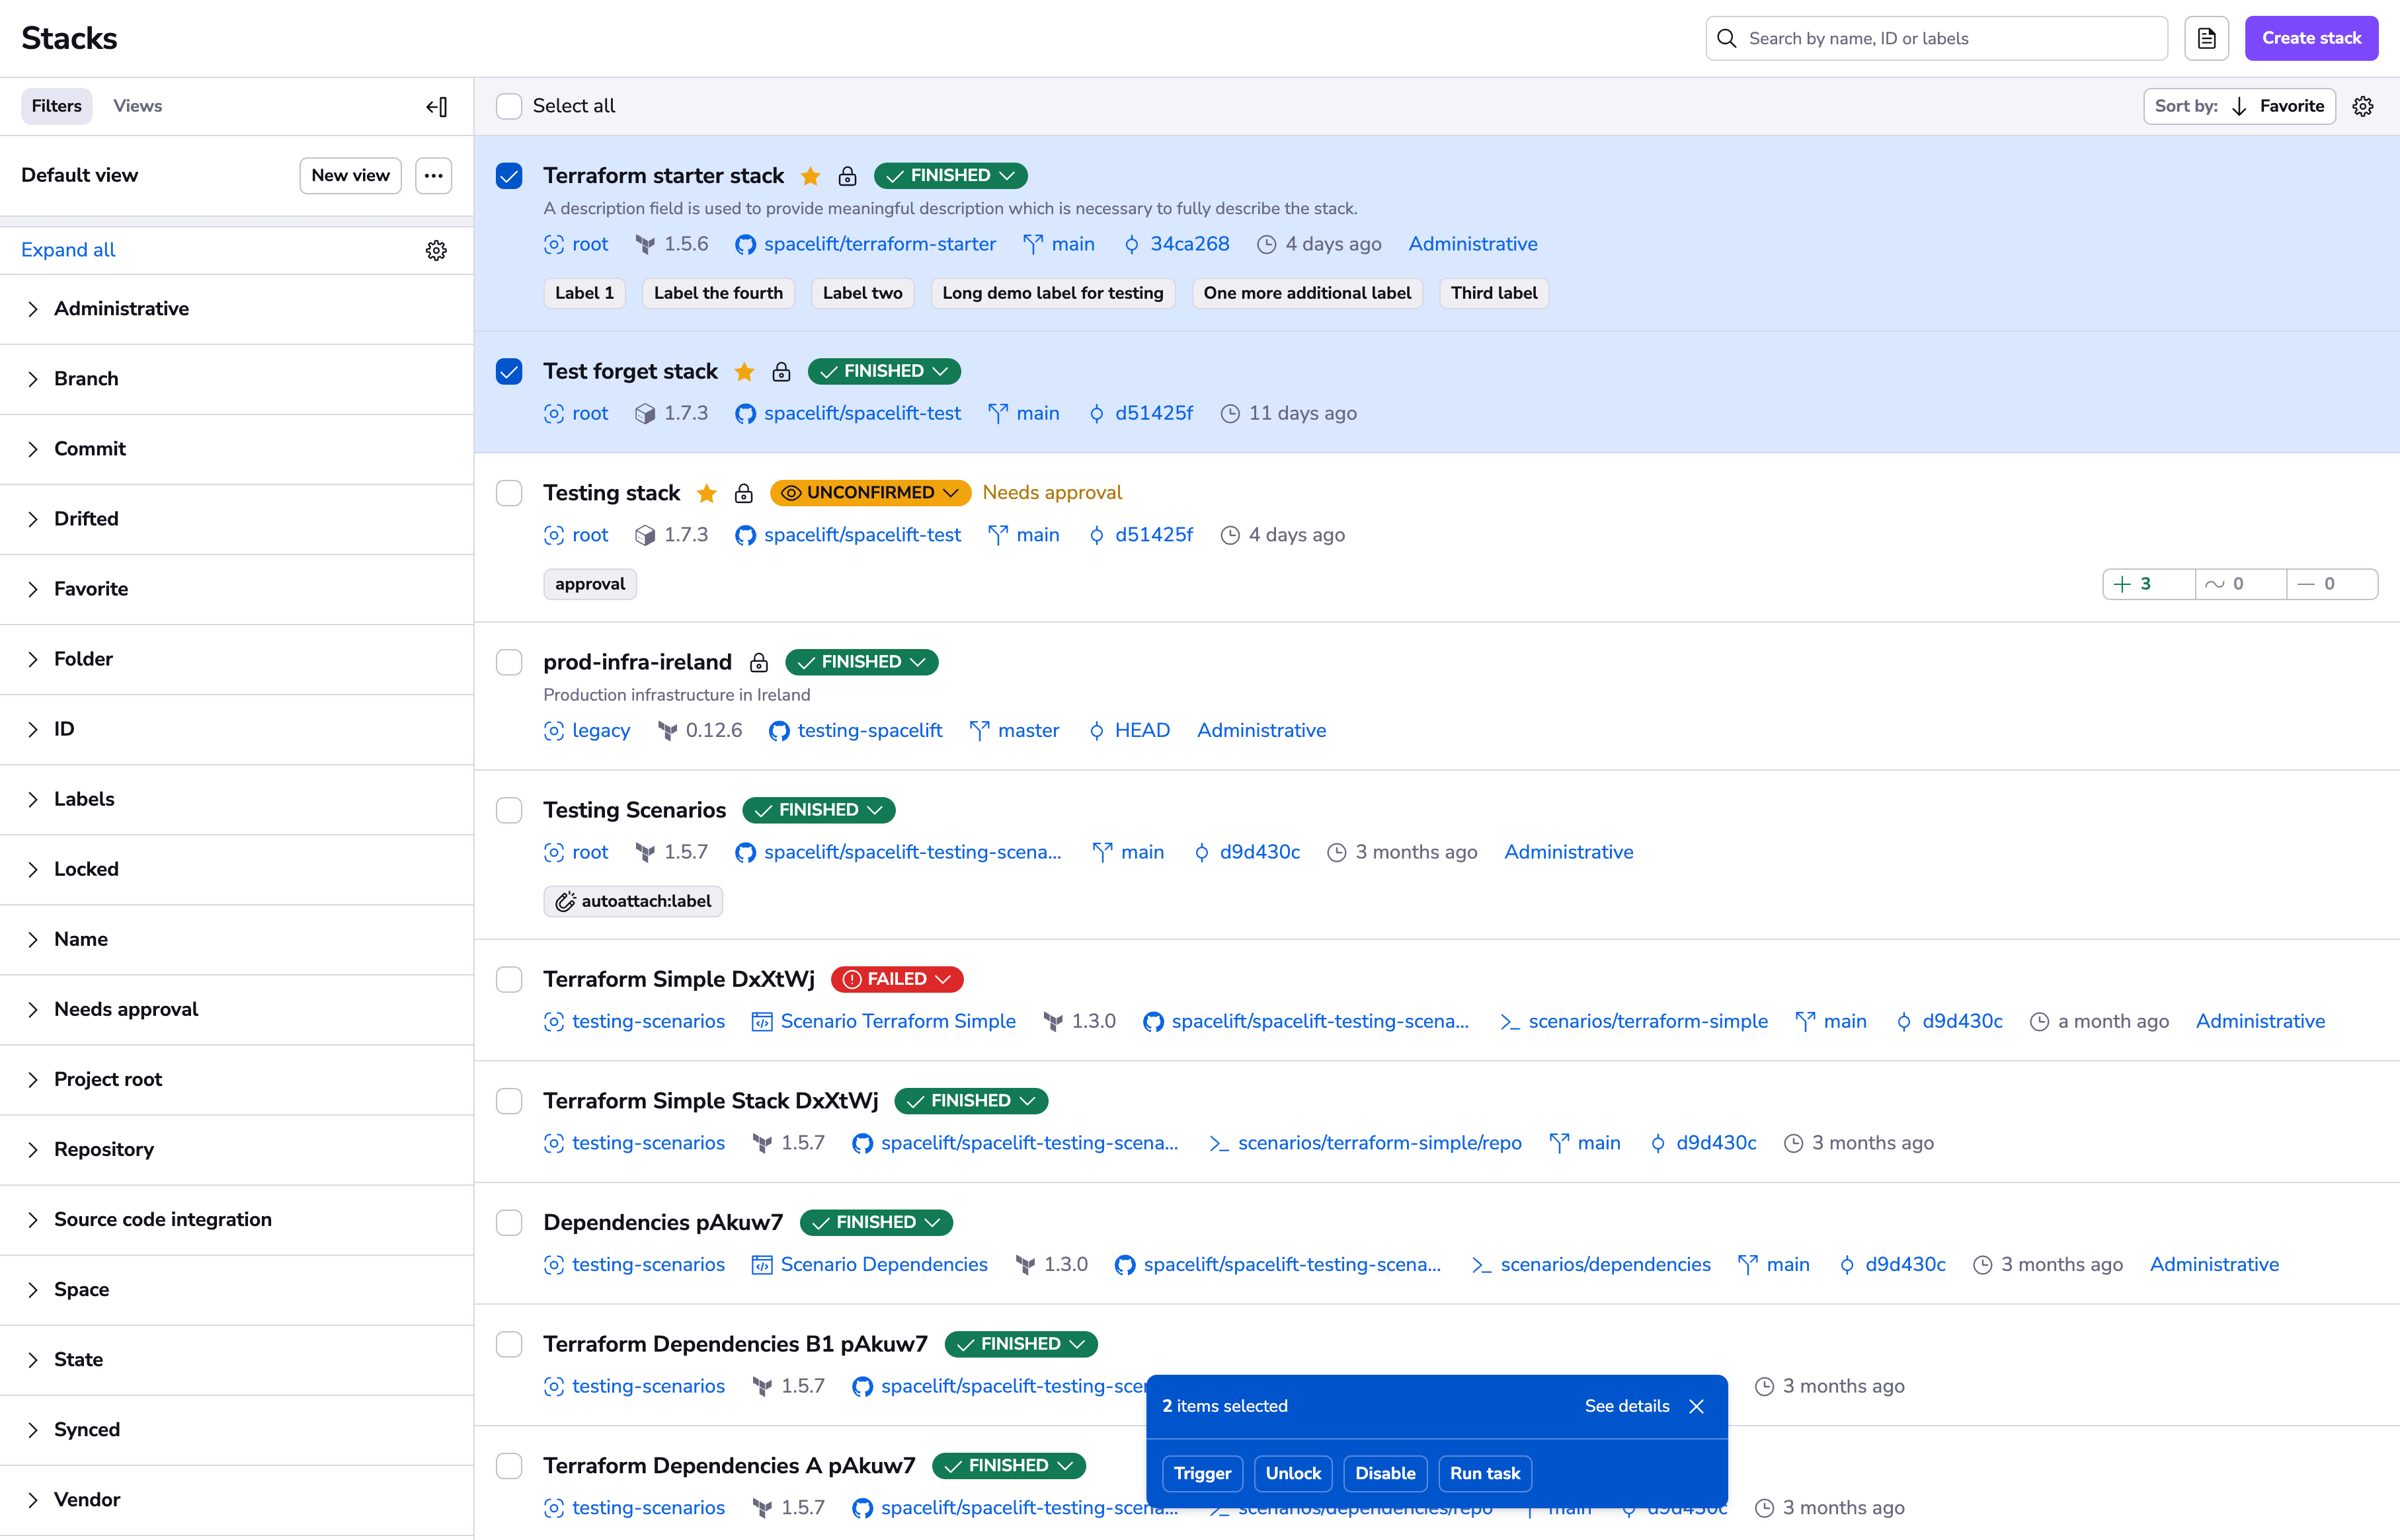 Stacks
Search by name, ID or labels
Create stack
Filters
Views
Select all
Sort by:
Favorite
Default view
New view
Expand all
Administrative
Branch
Commit
Drifted
Favorite
Folder
ID
Labels
Locked
Name
Needs approval
Project root
Repository
Source code integration
Space
State
Synced
Vendor
Terraform starter stack FINISHED
A description field is used to provide meaningful description which is necessary to fully describe the stack.
root 1.5.6 spacelift/terraform-starter main 34ca268 4 days ago Administrative
Label 1 Label the fourth Label two Long demo label for testing One more additional label Third label
Test forget stack FINISHED
root 1.7.3 spacelift/spacelift-test main d51425f 11 days ago
Testing stack UNCONFIRMED Needs approval
root 1.7.3 spacelift/spacelift-test main d51425f 4 days ago
approval
+ 3 ~ 0 — 0
prod-infra-ireland FINISHED
Production infrastructure in Ireland
legacy 0.12.6 testing-spacelift master HEAD Administrative
Testing Scenarios FINISHED
root 1.5.7 spacelift/spacelift-testing-scena... main d9d430c 3 months ago Administrative
autoattach:label
Terraform Simple DxXtWj FAILED
testing-scenarios Scenario Terraform Simple 1.3.0 spacelift/spacelift-testing-scena... scenarios/terraform-simple main d9d430c a month ago Administrative
Terraform Simple Stack DxXtWj FINISHED
testing-scenarios 1.5.7 spacelift/spacelift-testing-scena... scenarios/terraform-simple/repo main d9d430c 3 months ago
Dependencies pAkuw7 FINISHED
testing-scenarios Scenario Dependencies 1.3.0 spacelift/spacelift-testing-scena... scenarios/dependencies main d9d430c 3 months ago Administrative
Terraform Dependencies B1 pAkuw7 FINISHED
testing-scenarios 1.5.7 spacelift/spacelift-testing-scen 3 months ago
Terraform Dependencies A pAkuw7 FINISHED
testing-scenarios 1.5.7 spacelift/spacelift-testing-scena... scenarios/dependencies/repo main d9d430c 3 months ago
2 items selected
See details
Trigger Unlock Disable Run task